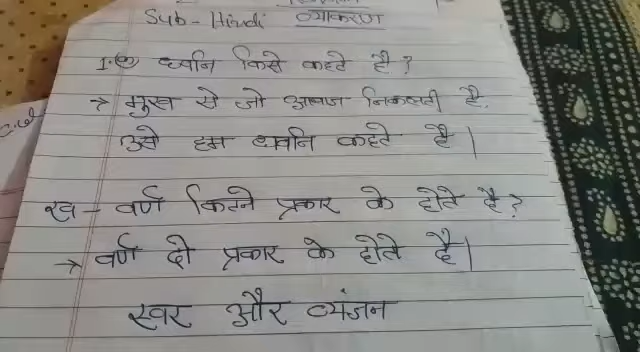 Sub - Hindi व्याकरण
1. क) ध्वनि किसे कहते है?
→ मुख से जो आवाज निकलती है.
उसे हम ध्वनि कहते है।
ख - वर्ण कितने प्रकार के होते है?
→ वर्ण दो प्रकार के होते है।
स्वर और व्यंजन